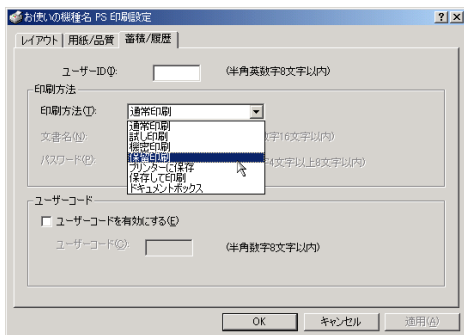 お使いの機種名 PS 印刷設定
レイアウト 用紙/品質 蓄積/履歴
ユーザーID(I): (半角英数字8文字以内)
印刷方法
印刷方法(T): 通常印刷
通常印刷
試し印刷
機密印刷
保留印刷
プリンターに保存
保存して印刷
ドキュメントボックス
文書名(N): 数字16文字以内)
パスワード(P): 字4文字以上8文字以内)
ユーザーコード
ユーザーコードを有効にする(E)
ユーザーコード(C): (半角数字8文字以内)
OK キャンセル 適用(A)